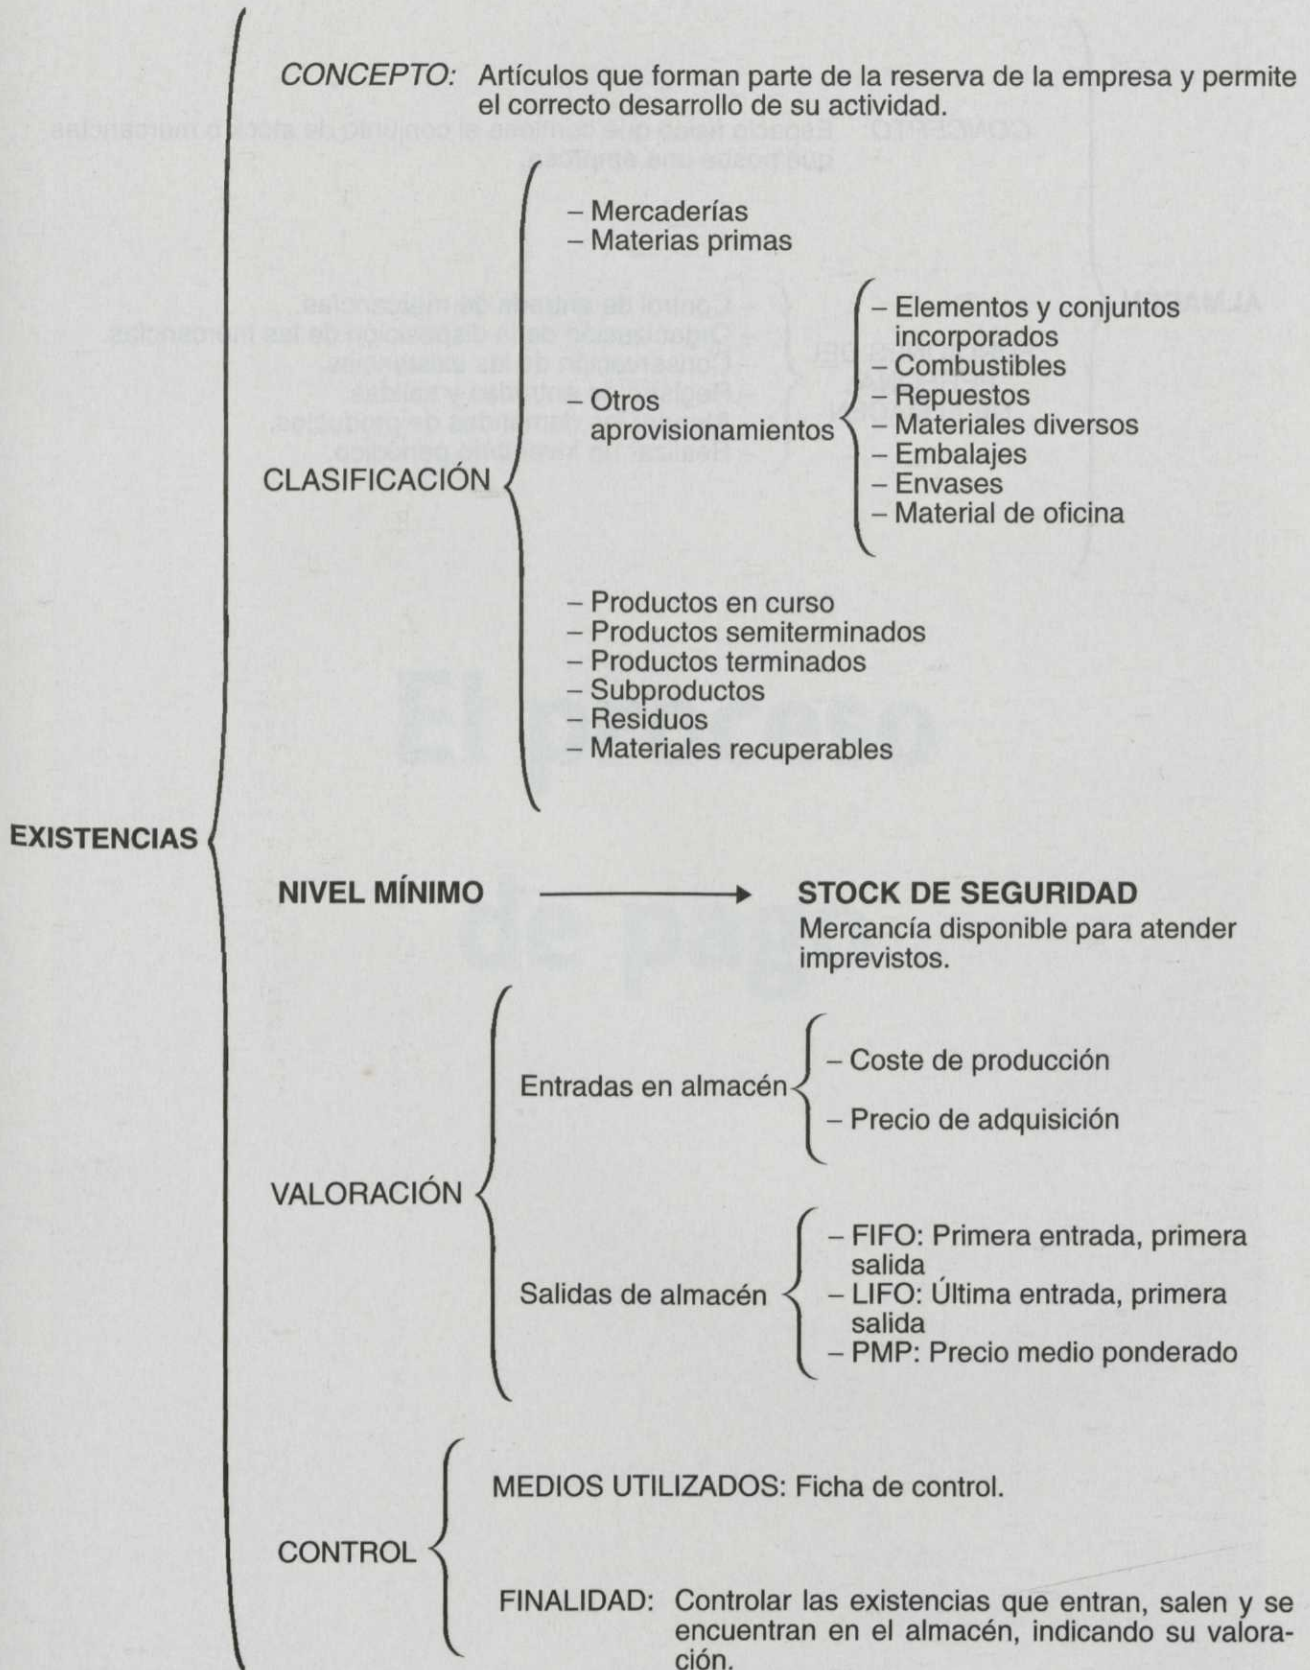 CONCEPTO: Artículos que forman parte de la reserva de la empresa y permite
el correcto desarrollo de su actividad.
– Mercaderías
– Materias primas
– Elementos y conjuntos
incorporados
– Combustibles
– Otros
– Repuestos
aprovisionamientos
– Materiales diversos
– Embalajes
CLASIFICACIÓN
– Envases
– Material de oficina
– Productos en curso
– Productos semiterminados
– Productos terminados
– Subproductos
– Residuos
– Materiales recuperables
EXISTENCIAS
NIVEL MÍNIMO
STOCK DE SEGURIDAD
Mercancía disponible para atender
imprevistos.
Entradas en almacén
– Coste de producción
– Precio de adquisición
VALORACIÓN
Salidas de almacén
– FIFO: Primera entrada, primera
salida
– LIFO: Última entrada, primera
salida
– PMP: Precio medio ponderado
MEDIOS UTILIZADOS: Ficha de control.
CONTROL
FINALIDAD: Controlar las existencias que entran, salen y se
encuentran en el almacén, indicando su valora-
ción.